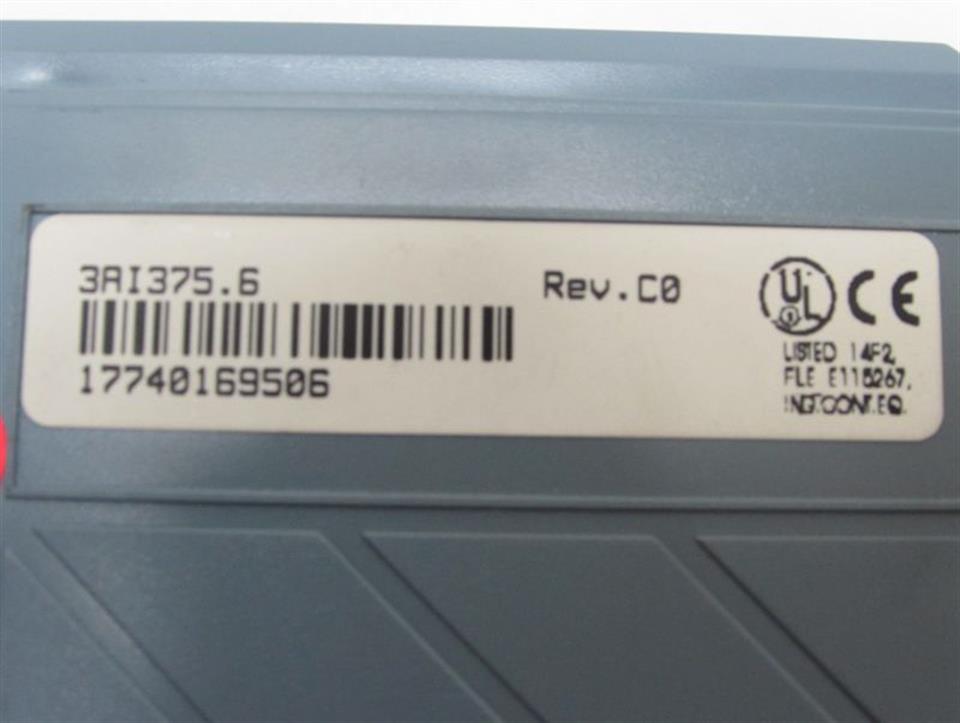 3AI375.6
Rev.C0
17740169506
UL
CE
LISTED 14F2,
FILE E115267,
IND.CONT.EQ.